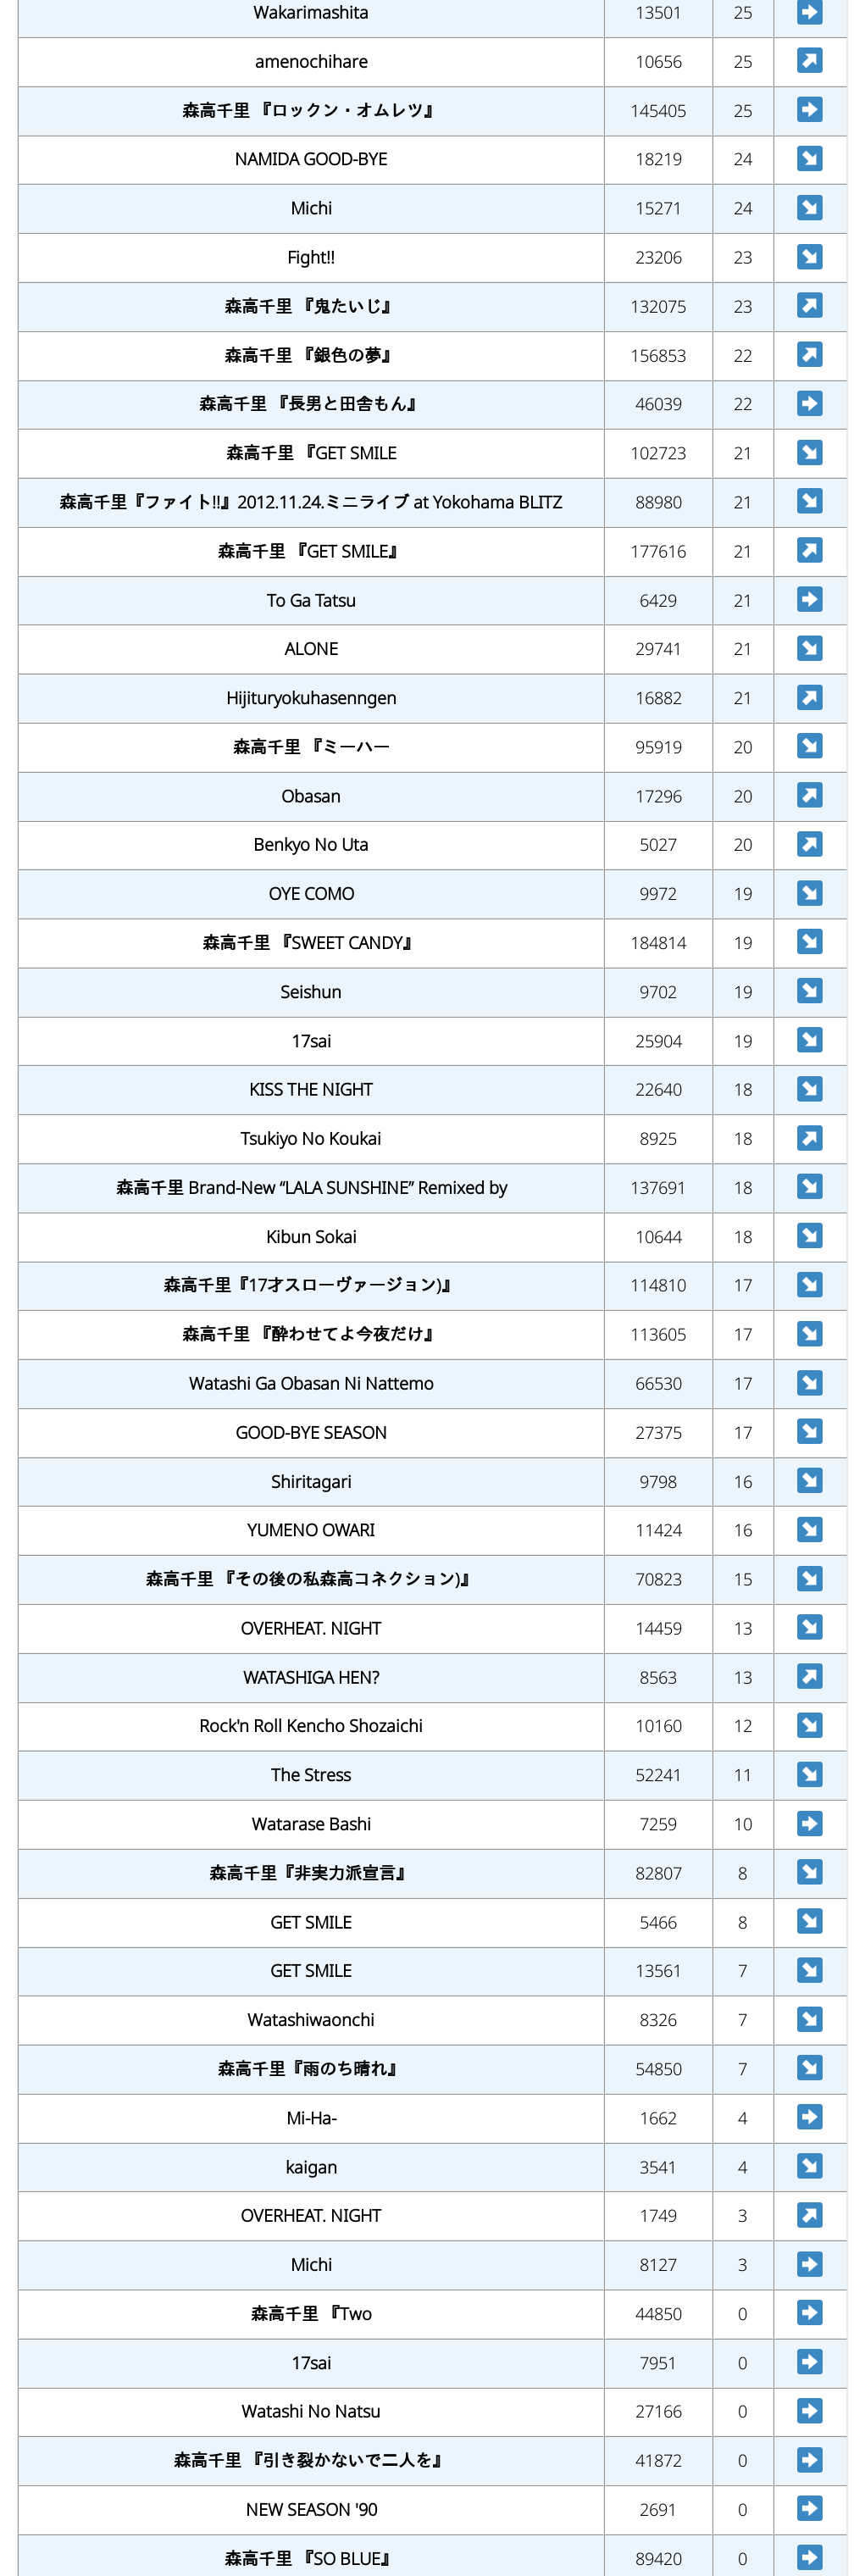 Wakarimashita 13501 25
amenochihare 10656 25
森高千里 『ロックン・オムレツ』 145405 25
NAMIDA GOOD-BYE 18219 24
Michi 15271 24
Fight!! 23206 23
森高千里 『鬼たいじ』 132075 23
森高千里 『銀色の夢』 156853 22
森高千里 『長男と田舎もん』 46039 22
森高千里 『GET SMILE 102723 21
森高千里『ファイト!!』2012.11.24.ミニライブ at Yokohama BLITZ 88980 21
森高千里 『GET SMILE』 177616 21
To Ga Tatsu 6429 21
ALONE 29741 21
Hijituryokuhasenngen 16882 21
森高千里 『ミーハー 95919 20
Obasan 17296 20
Benkyo No Uta 5027 20
OYE COMO 9972 19
森高千里 『SWEET CANDY』 184814 19
Seishun 9702 19
17sai 25904 19
KISS THE NIGHT 22640 18
Tsukiyo No Koukai 8925 18
森高千里 Brand-New “LALA SUNSHINE” Remixed by 137691 18
Kibun Sokai 10644 18
森高千里『17才スローヴァージョン)』 114810 17
森高千里 『酔わせてよ今夜だけ』 113605 17
Watashi Ga Obasan Ni Nattemo 66530 17
GOOD-BYE SEASON 27375 17
Shiritagari 9798 16
YUMENO OWARI 11424 16
森高千里 『その後の私森高コネクション)』 70823 15
OVERHEAT. NIGHT 14459 13
WATASHIGA HEN? 8563 13
Rock'n Roll Kencho Shozaichi 10160 12
The Stress 52241 11
Watarase Bashi 7259 10
森高千里『非実力派宣言』 82807 8
GET SMILE 5466 8
GET SMILE 13561 7
Watashiwaonchi 8326 7
森高千里『雨のち晴れ』 54850 7
Mi-Ha- 1662 4
kaigan 3541 4
OVERHEAT. NIGHT 1749 3
Michi 8127 3
森高千里 『Two 44850 0
17sai 7951 0
Watashi No Natsu 27166 0
森高千里 『引き裂かないで二人を』 41872 0
NEW SEASON '90 2691 0
森高千里 『SO BLUE』 89420 0